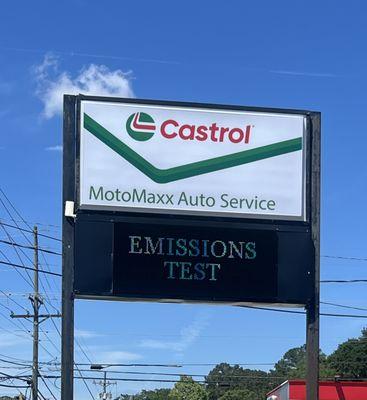 Castrol
MotoMaxx Auto Service
EMISSIONS
TEST